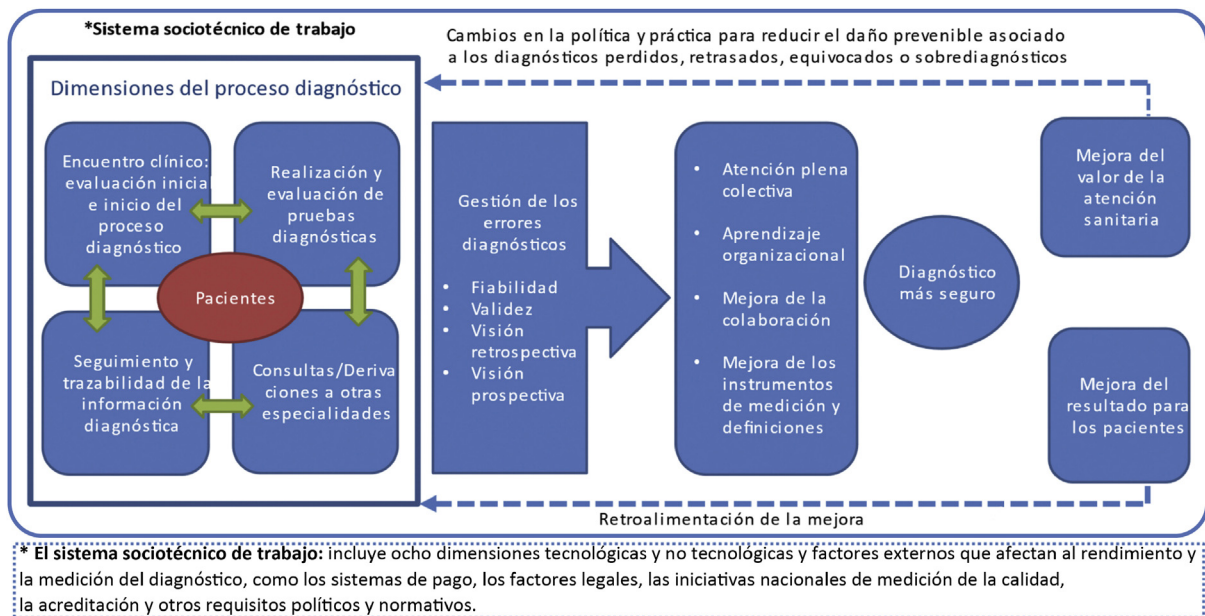 *Sistema sociotécnico de trabajo
Cambios en la política y práctica para reducir el daño prevenible asociado
a los diagnósticos perdidos, retrasados, equivocados o sobrediagnósticos
Dimensiones del proceso diagnóstico
Encuentro clínico:
evaluación inicial
e inicio del
proceso
diagnóstico
Realización y
evaluación de
pruebas
diagnósticas
Pacientes
Seguimiento y
trazabilidad de la
información
diagnóstica
Consultas/Deriva
ciones a otras
especialidades
Gestión de los
errores
diagnósticos
• Fiabilidad
• Validez
• Visión
retrospectiva
• Visión
prospectiva
• Atención plena
colectiva
• Aprendizaje
organizacional
• Mejora de la
colaboración
• Mejora de los
instrumentos
de medición y
definiciones
Diagnóstico
más seguro
Mejora del
valor de la
atención
sanitaria
Mejora del
resultado para
los pacientes
Retroalimentación de la mejora
* El sistema sociotécnico de trabajo: incluye ocho dimensiones tecnológicas y no tecnológicas y factores externos que afectan al rendimiento y
la medición del diagnóstico, como los sistemas de pago, los factores legales, las iniciativas nacionales de medición de la calidad,
la acreditación y otros requisitos políticos y normativos.